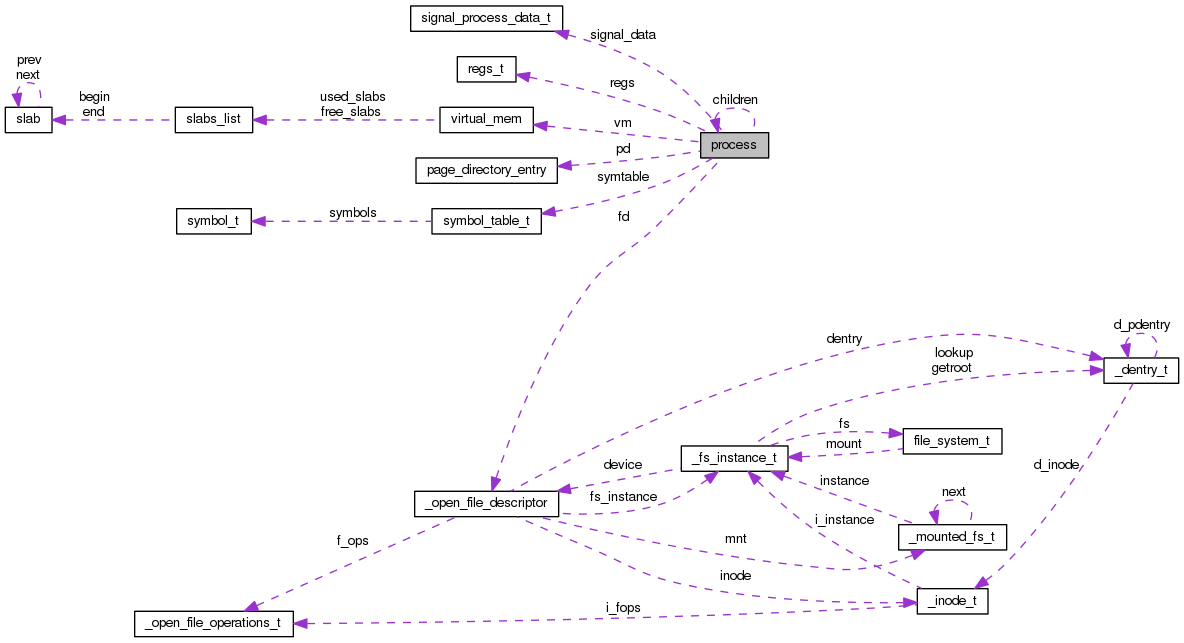 signal_process_data_t
signal_data
regs_t
regs
prev
next
begin
end
used_slabs
free_slabs
children
slab
slabs_list
virtual_mem
vm
process
page_directory_entry
pd
symtable
symbol_t
symbols
symbol_table_t
fd
d_pdentry
dentry
lookup
getroot
_dentry_t
fs
file_system_t
mount
_fs_instance_t
device
d_inode
instance
next
_open_file_descriptor
fs_instance
i_instance
_mounted_fs_t
f_ops
mnt
inode
_inode_t
i_fops
_open_file_operations_t